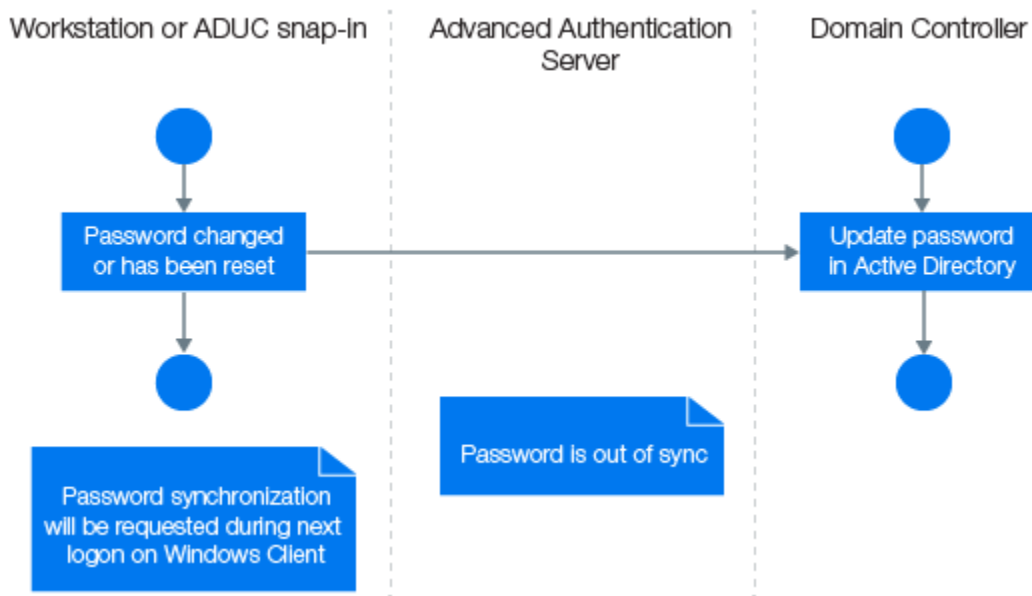 Workstation or ADUC snap-in
Advanced Authentication
Server
Domain Controller
Password changed
or has been reset
Update password
in Active Directory
Password is out of sync
Password synchronization
will be requested during next
logon on Windows Client